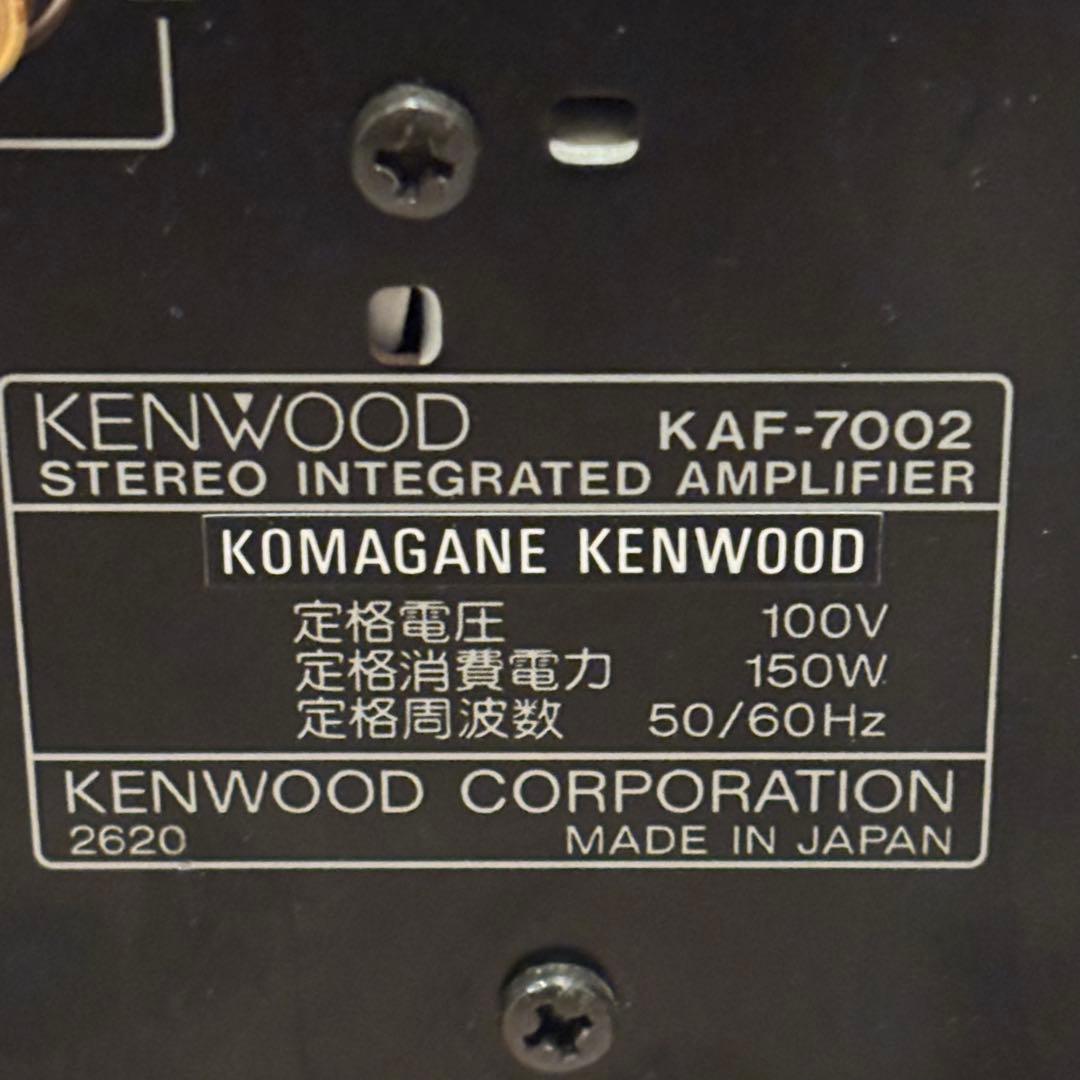 KENWOOD KAF-7002
STEREO INTEGRATED AMPLIFIER
KOMAGANE KENWOOD
定格電圧 100V
定格消費電力 150W
定格周波数 50/60Hz
KENWOOD CORPORATION
2620 MADE IN JAPAN